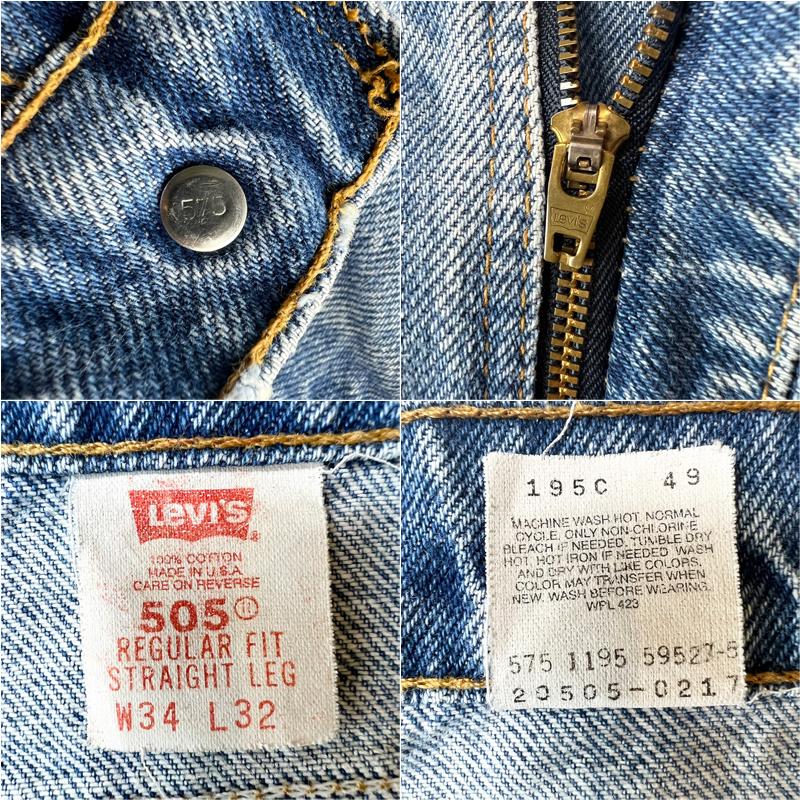 575
Levi's
LEVI'S
®
100% COTTON
MADE IN U.S.A.
CARE ON REVERSE
505
REGULAR FIT
STRAIGHT LEG
W34 L32
195C 49
MACHINE WASH HOT, NORMAL
CYCLE. ONLY NON-CHLORINE
BLEACH IF NEEDED. TUMBLE DRY
HOT, HOT IRON IF NEEDED. WASH
AND DRY WITH LIKE COLORS.
COLOR MAY TRANSFER WHEN
NEW. WASH BEFORE WEARING.
WPL 423
575 1195 59527-5
20505-0217